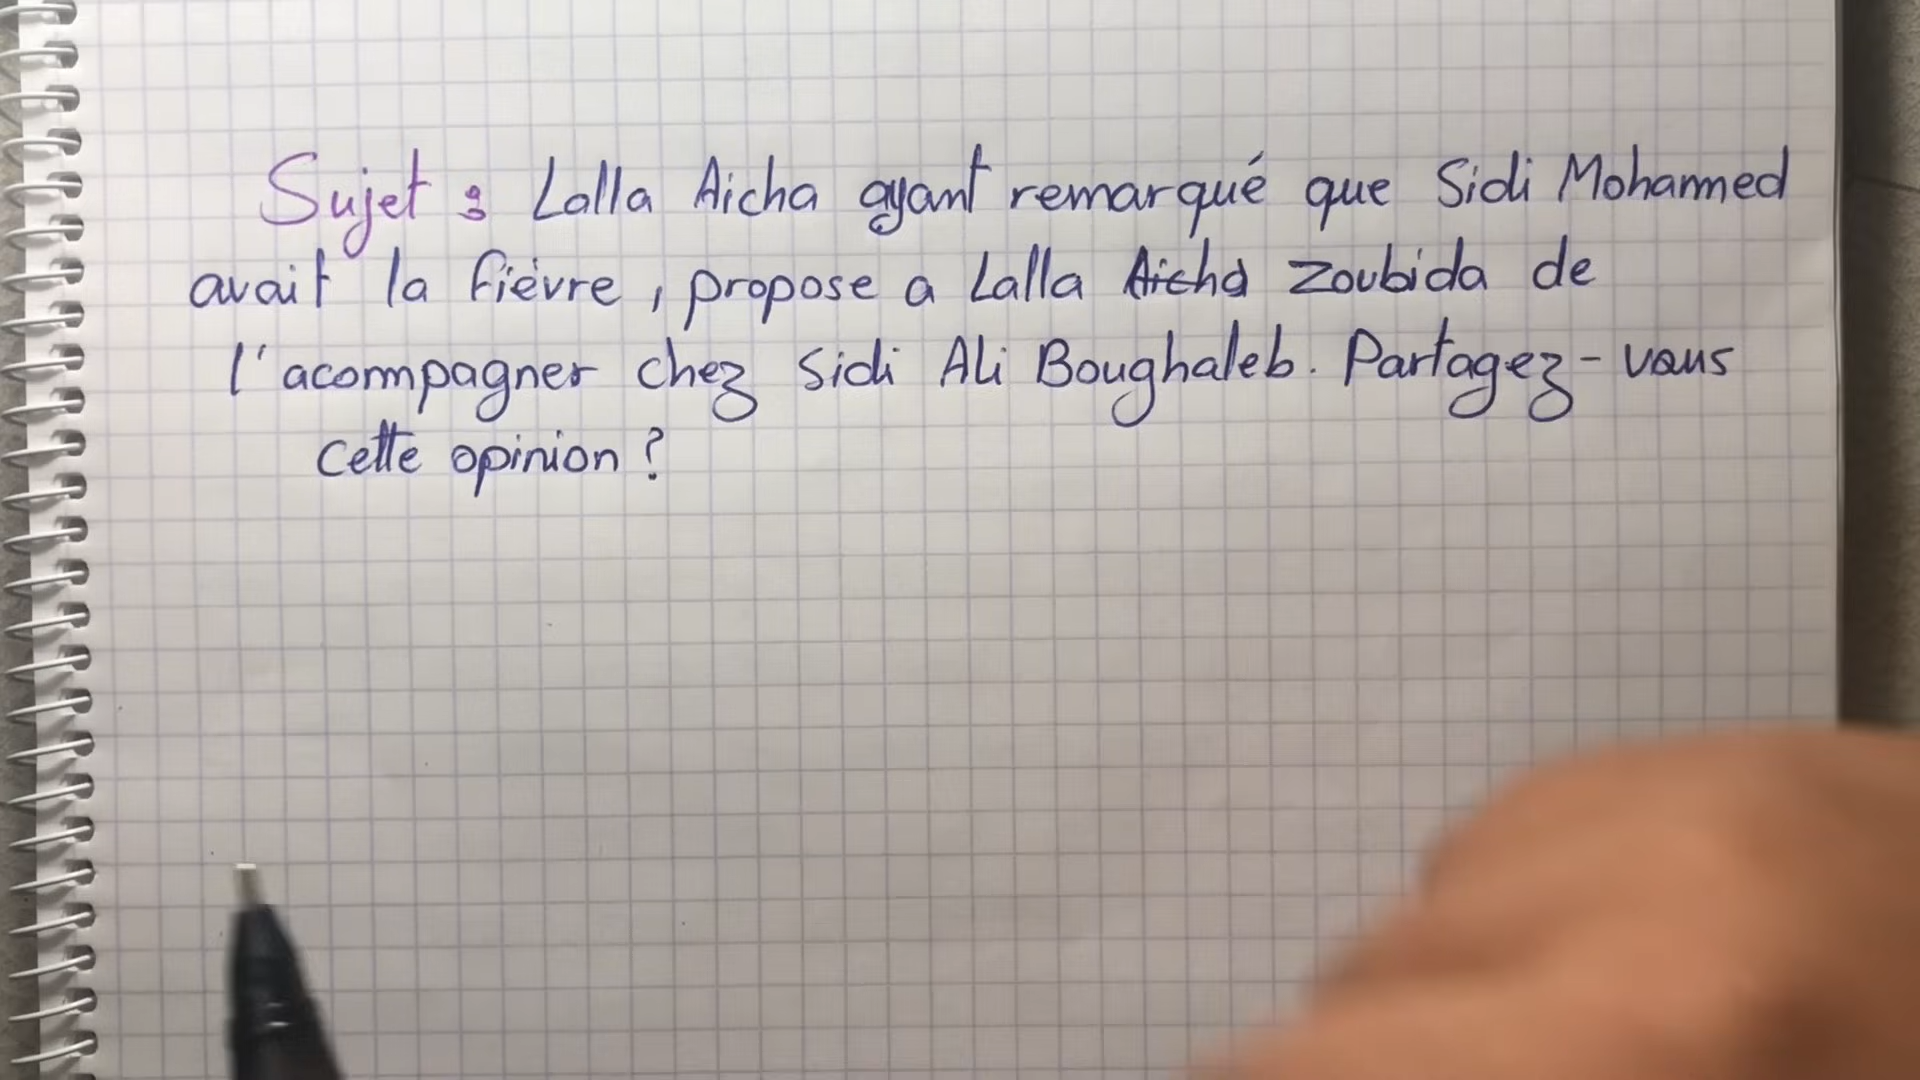 Sujet : Lalla Aicha ayant remarqué que Sidi Mohammed
avait la fièvre, propose a Lalla Aicha Zoubida de
l'acompagner chez Sidi Ali Boughaleb. Partagez-vous
cette opinion ?